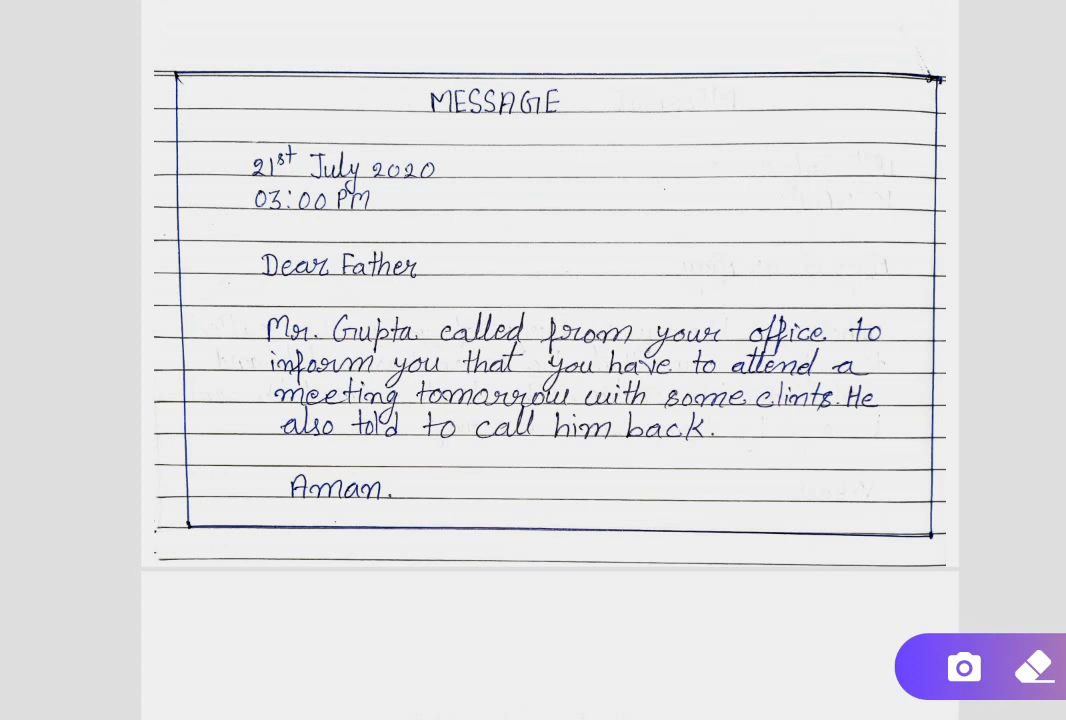 MESSAGE
21st July 2020
03:00 PM
Dear Father
Mr. Gupta called from your office to
inform you that you have to attend a
meeting tomorrow with some clints. He
also told to call him back.
Aman.